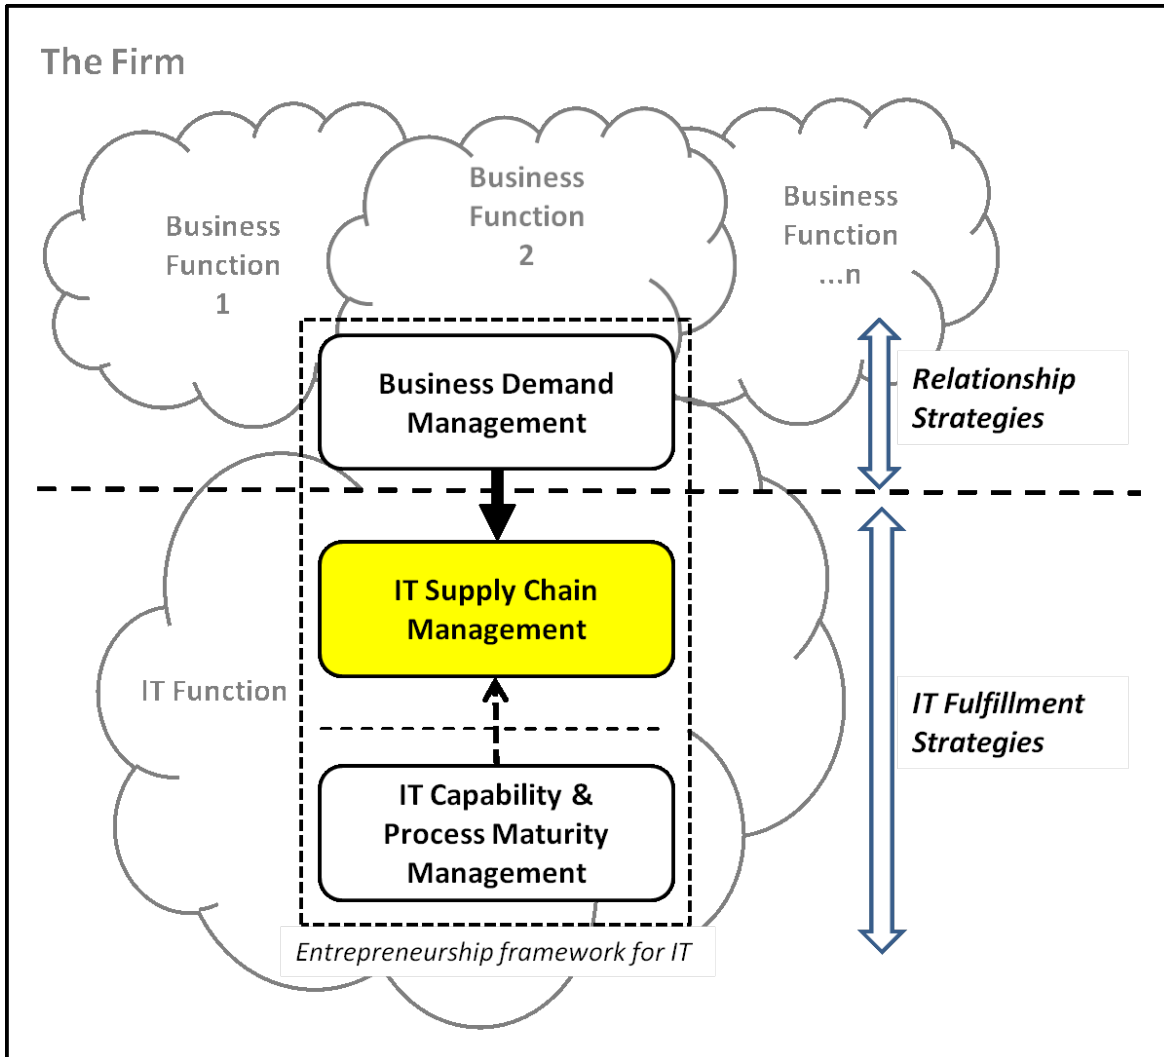 The Firm
Business
Function
1
Business
Function
2
Business
Function
...n
Business Demand
Management
Relationship
Strategies
IT Supply Chain
Management
IT Function
IT Fulfillment
Strategies
IT Capability &
Process Maturity
Management
Entrepreneurship framework for IT